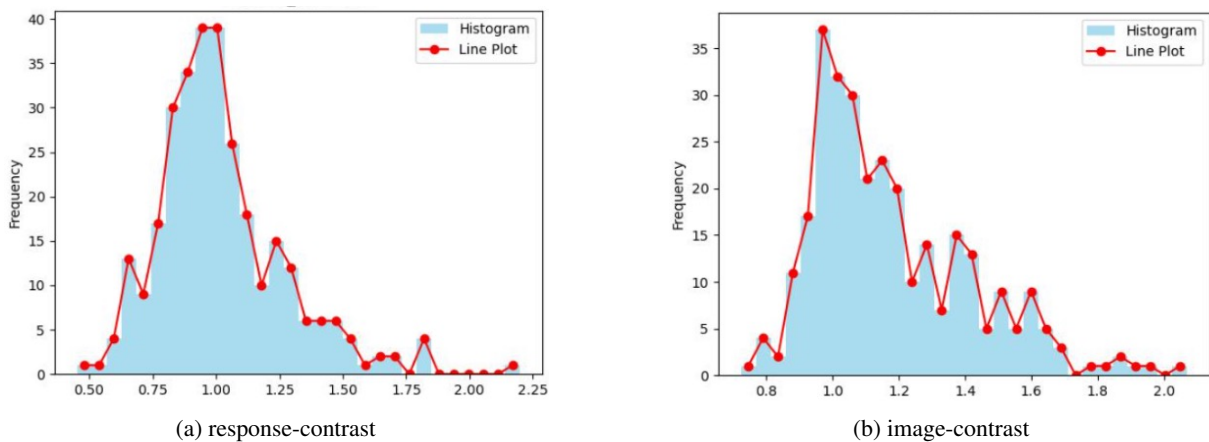 Frequency
40
35
30
25
20
15
10
5
0
0.50 0.75 1.00 1.25 1.50 1.75 2.00 2.25
Histogram
Line Plot
(a) response-contrast
Frequency
35
30
25
20
15
10
5
0
0.8 1.0 1.2 1.4 1.6 1.8 2.0
Histogram
Line Plot
(b) image-contrast